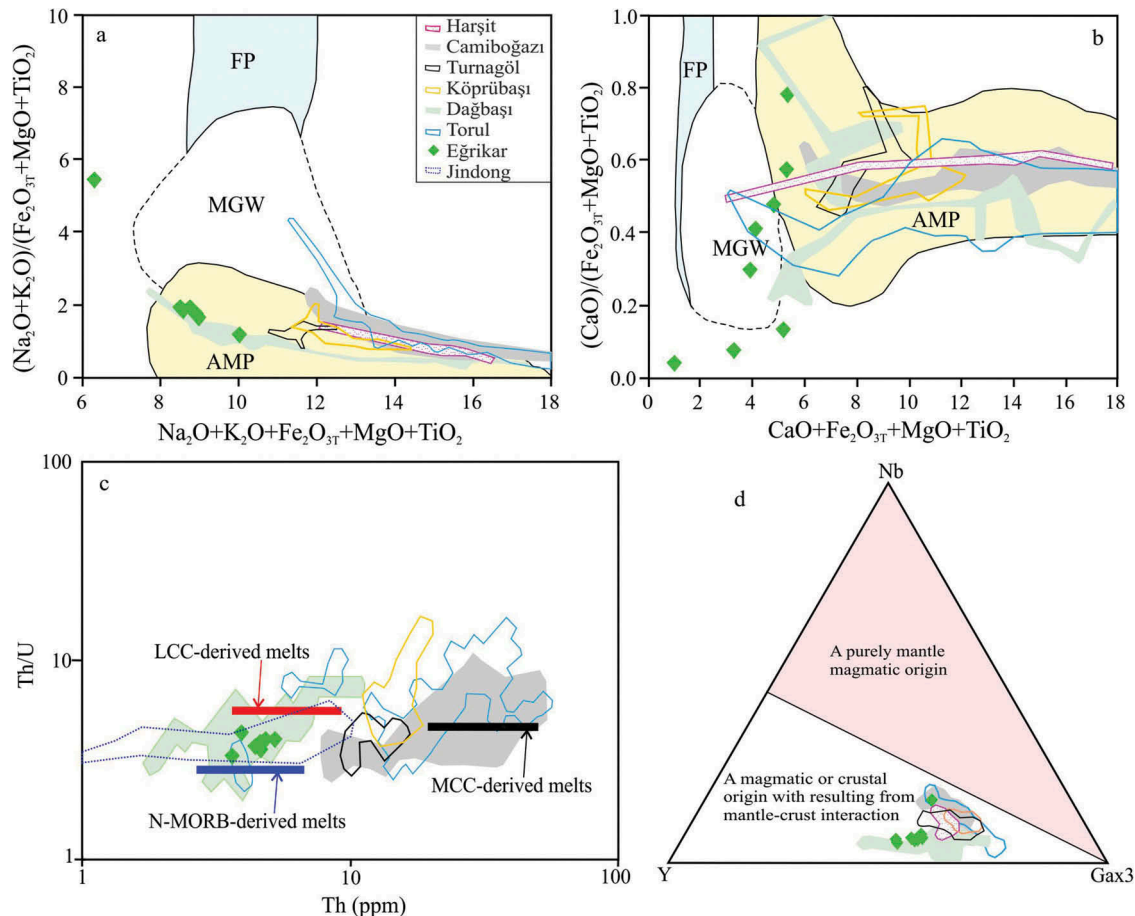 a
10
8
6
4
2
0
FP
MGW
AMP
Harşit
Camiboğazı
Turnagöl
Köprübaşı
Dağbaşı
Torul
Eğrikar
Jindong
(Na₂O+K₂O)/(Fe₂O₃T+MgO+TiO₂)
6 8 10 12 14 16 18
Na₂O+K₂O+Fe₂O₃T+MgO+TiO₂
b
1.0
0.8
0.6
0.4
0.2
0.0
FP
MGW
AMP
(CaO)/(Fe₂O₃T+MgO+TiO₂)
0 2 4 6 8 10 12 14 16 18
CaO+Fe₂O₃T+MgO+TiO₂
c
100
10
1
Th/U
LCC-derived melts
MCC-derived melts
N-MORB-derived melts
1 10 100
Th (ppm)
d
Nb
A purely mantle
magmatic origin
A magmatic or crustal
origin with resulting from
mantle-crust interaction
Y Gax3